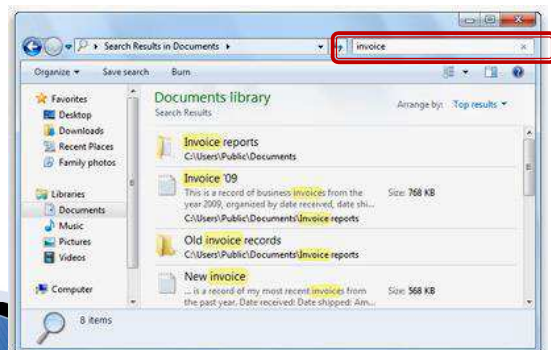 Search Results in Documents
invoice
Organize Save search Burn
Favorites
Desktop
Downloads
Recent Places
Family photos
Libraries
Documents
Music
Pictures
Videos
Computer
Documents library
Search Results
Arrange by: Top results
Invoice reports
C:\Users\Public\Documents
Invoice '09
This is a record of business invoices from the
year 2009, organized by date received, date shi...
C:\Users\Public\Documents\Invoice reports
Size: 768 KB
Old invoice records
C:\Users\Public\Documents\Invoice reports
New invoice
... is a record of my most recent invoices from
the past year. Date received: Date shipped: Am...
Size: 568 KB
8 items